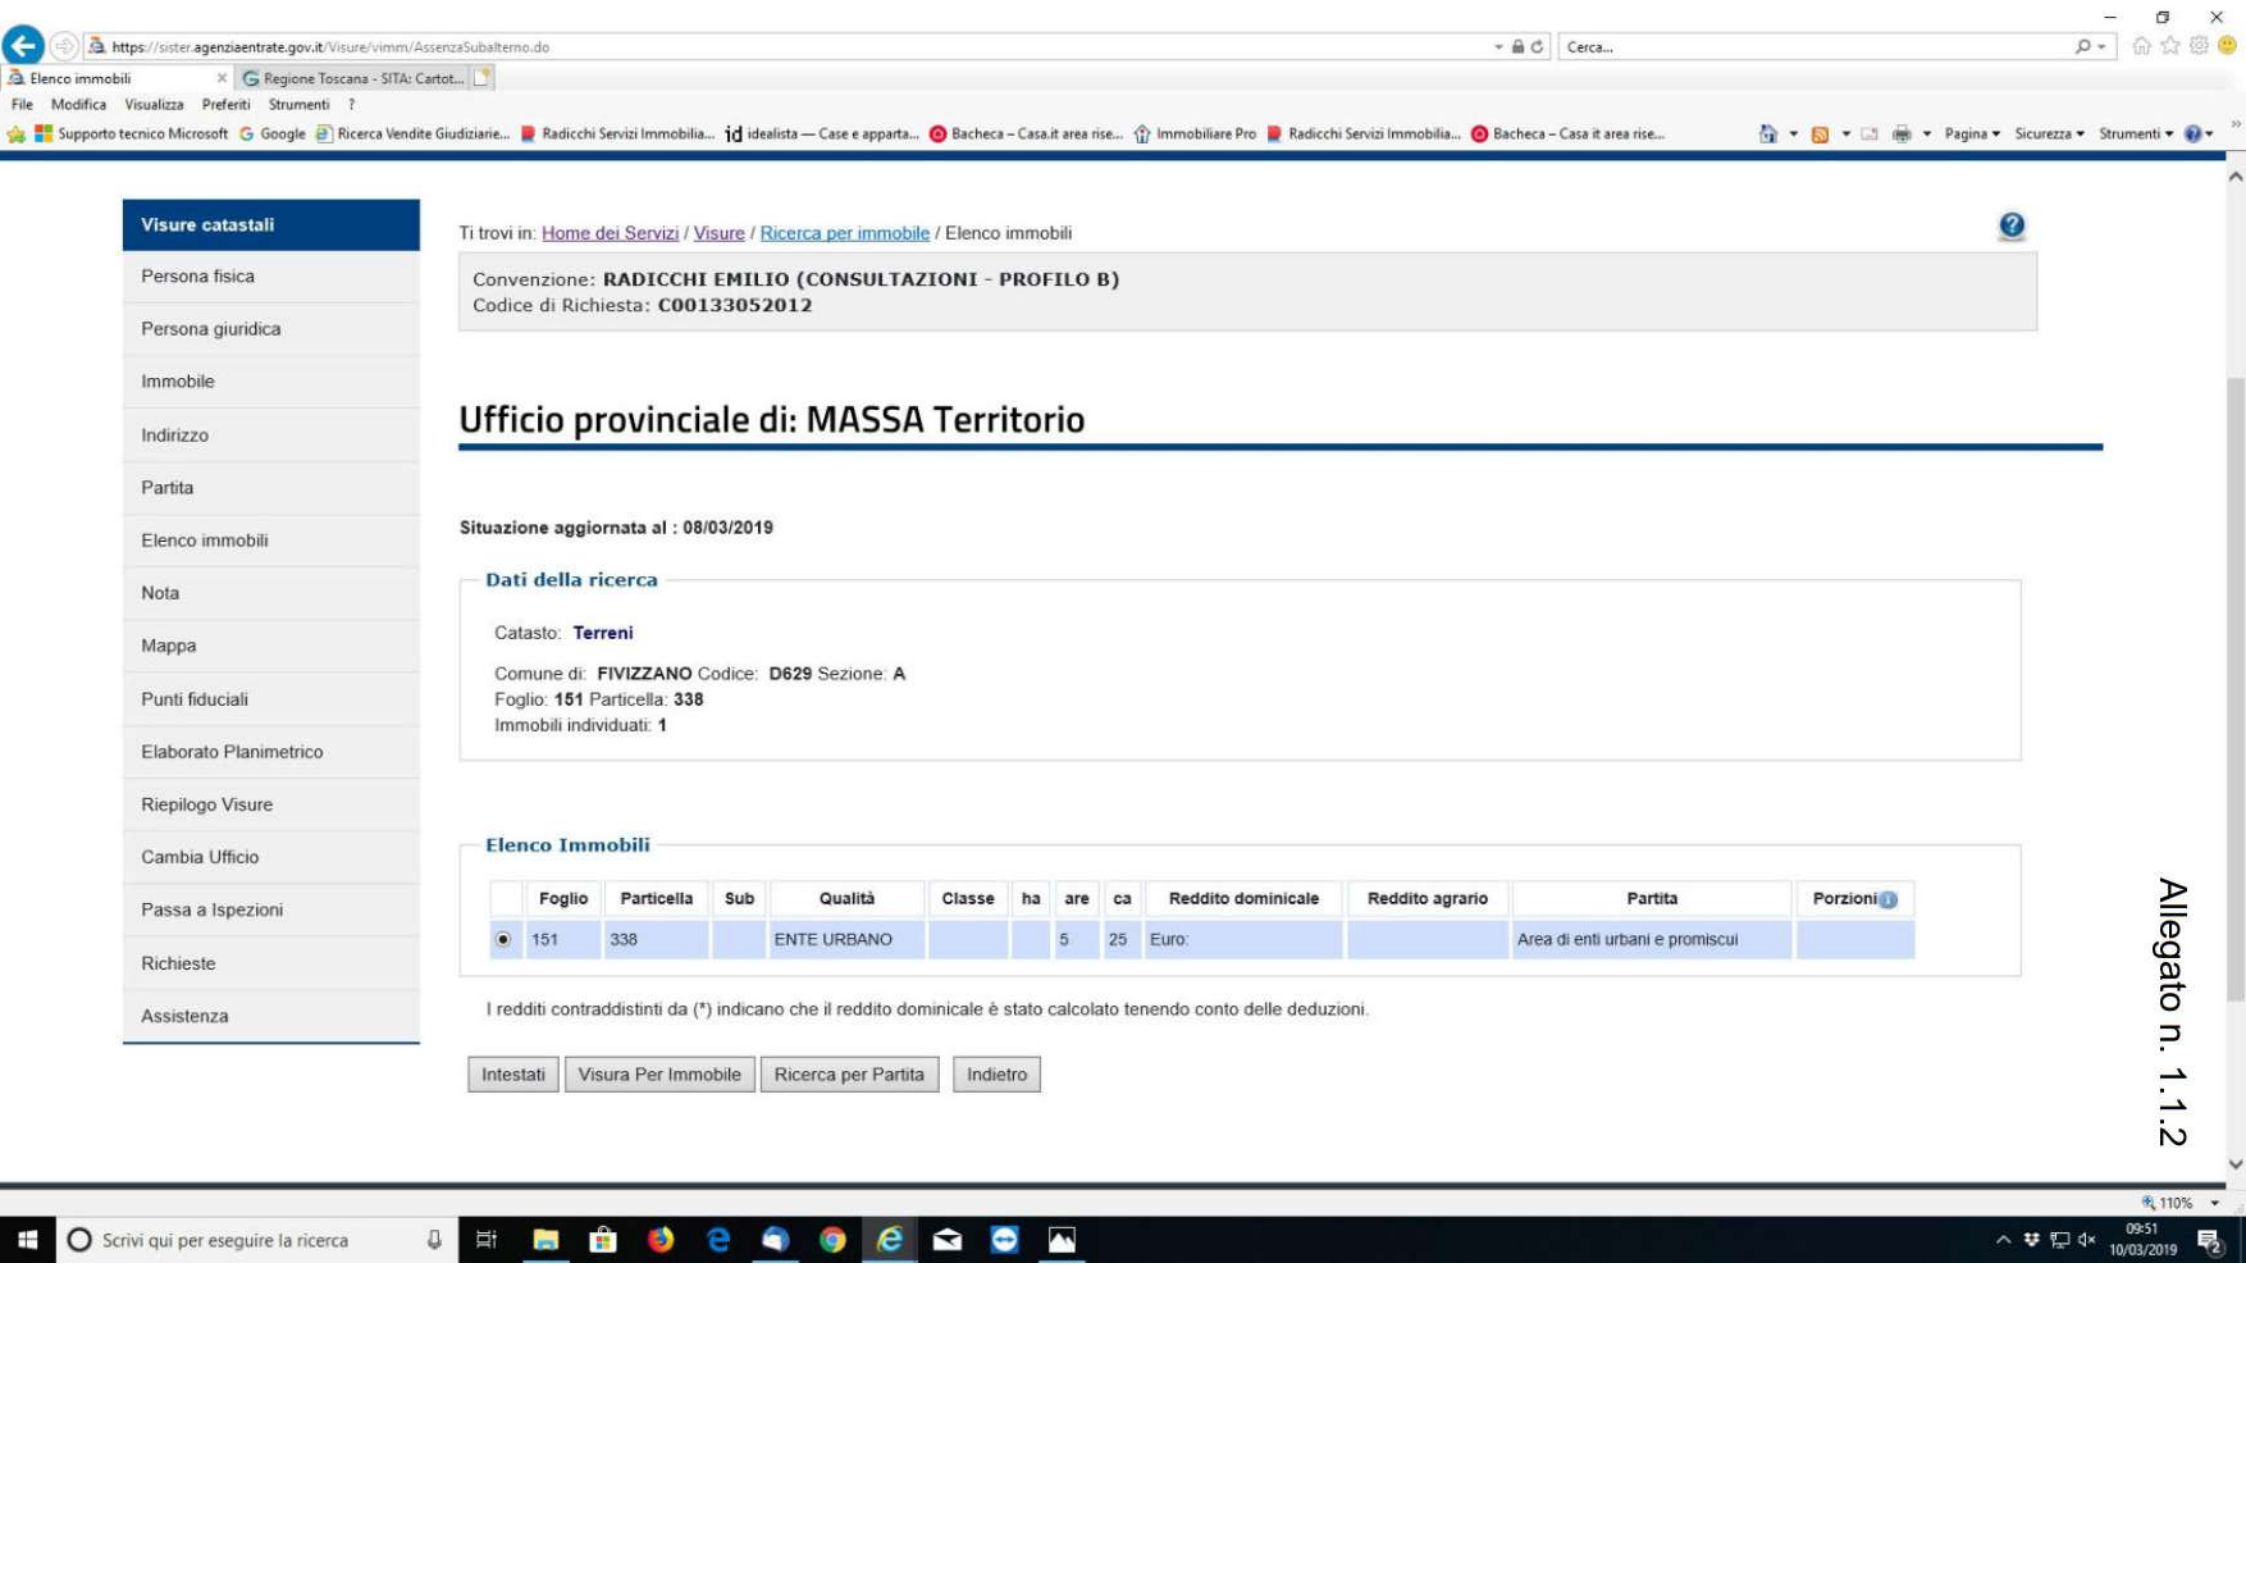 https://sister.agenziaentrate.gov.it/Visure/vimm/AssenzaSubalterno.do
Cerca...
Elenco immobili
Regione Toscana - SITA: Cartot...
File Modifica Visualizza Preferiti Strumenti ?
Supporto tecnico Microsoft Google Ricerca Vendite Giudiziarie... Radicchi Servizi Immobilia... id idealista — Case e apparta... Bacheca – Casa.it area rise... Immobiliare Pro Radicchi Servizi Immobilia... Bacheca – Casa it area rise... Pagina Sicurezza Strumenti
Visure catastali
Persona fisica
Persona giuridica
Immobile
Indirizzo
Partita
Elenco immobili
Nota
Mappa
Punti fiduciali
Elaborato Planimetrico
Riepilogo Visure
Cambia Ufficio
Passa a Ispezioni
Richieste
Assistenza
Ti trovi in: Home dei Servizi / Visure / Ricerca per immobile / Elenco immobili
Convenzione: RADICCHI EMILIO (CONSULTAZIONI - PROFILO B)
Codice di Richiesta: C00133052012
Ufficio provinciale di: MASSA Territorio
Situazione aggiornata al : 08/03/2019
Dati della ricerca
Catasto: Terreni
Comune di: FIVIZZANO Codice: D629 Sezione: A
Foglio: 151 Particella: 338
Immobili individuati: 1
Elenco Immobili
Foglio Particella Sub Qualità Classe ha are ca Reddito dominicale Reddito agrario Partita Porzioni
151 338 ENTE URBANO 5 25 Euro: Area di enti urbani e promiscui
I redditi contraddistinti da (*) indicano che il reddito dominicale è stato calcolato tenendo conto delle deduzioni.
Intestati Visura Per Immobile Ricerca per Partita Indietro
Allegato n. 1.1.2
110%
Scrivi qui per eseguire la ricerca
09:51
10/03/2019
2